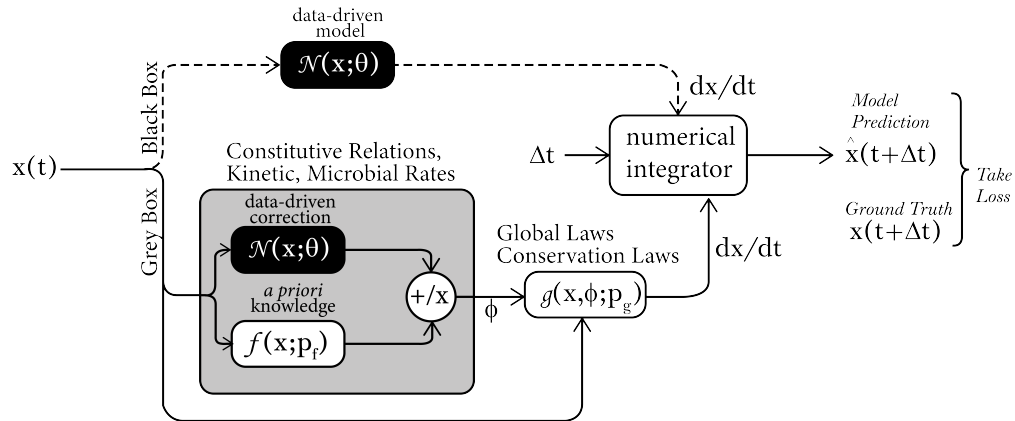 data-driven
model
𝒩(x;θ)
dx/dt
Black Box
x(t)
Grey Box
Constitutive Relations,
Kinetic, Microbial Rates
data-driven
correction
𝒩(x;θ)
a priori
knowledge
f(x;p_f)
+/x
ϕ
Global Laws
Conservation Laws
g(x,ϕ;p_g)
dx/dt
Δt
numerical
integrator
Model
Prediction
x̂(t+Δt)
Ground Truth
x(t+Δt)
Take
Loss